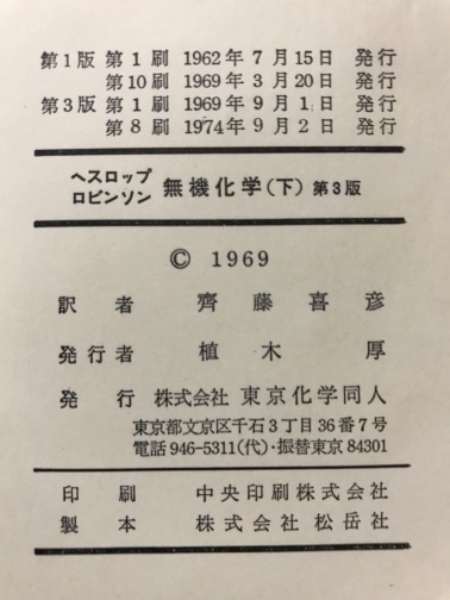 第1版 第1刷 1962年7月15日 発行
第10刷 1969年3月20日 発行
第3版 第1刷 1969年9月1日 発行
第8刷 1974年9月2日 発行
ヘスロップ
ロビンソン 無機化学(下) 第3版
© 1969
訳者 齊藤喜彦
発行者 植木厚
発行 株式会社 東京化学同人
東京都文京区千石3丁目36番7号
電話 946-5311(代)・振替東京 84301
印刷 中央印刷株式会社
製本 株式会社松岳社